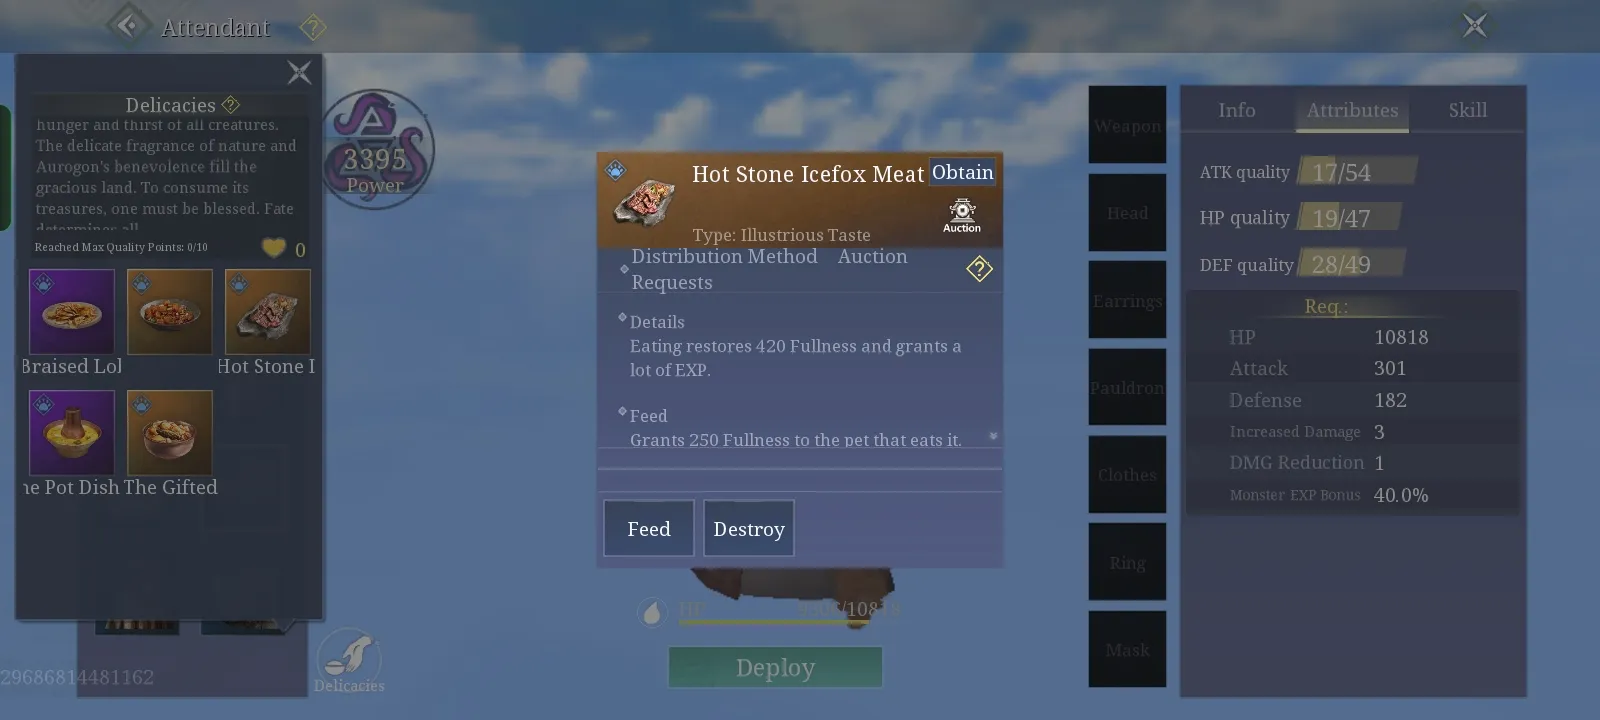 Attendant
Delicacies
hunger and thirst of all creatures.
The delicate fragrance of nature and
Aurogon's benevolence fill the
gracious land. To consume its
treasures, one must be blessed. Fate
determines all.
Reached Max Quality Points: 0/10
0
Braised Lol
Hot Stone I
ne Pot Dish
The Gifted
3395
Power
29686814481162
Delicacies
Hot Stone Icefox Meat
Obtain
Auction
Type: Illustrious Taste
Distribution Method Auction
Requests
Details
Eating restores 420 Fullness and grants a
lot of EXP.
Feed
Grants 250 Fullness to the pet that eats it.
Feed
Destroy
HP
/10818
Deploy
Weapon
Head
Earrings
Pauldron
Clothes
Ring
Mask
Info
Attributes
Skill
ATK quality 17/54
HP quality 19/47
DEF quality 28/49
Req.:
HP 10818
Attack 301
Defense 182
Increased Damage 3
DMG Reduction 1
Monster EXP Bonus 40.0%